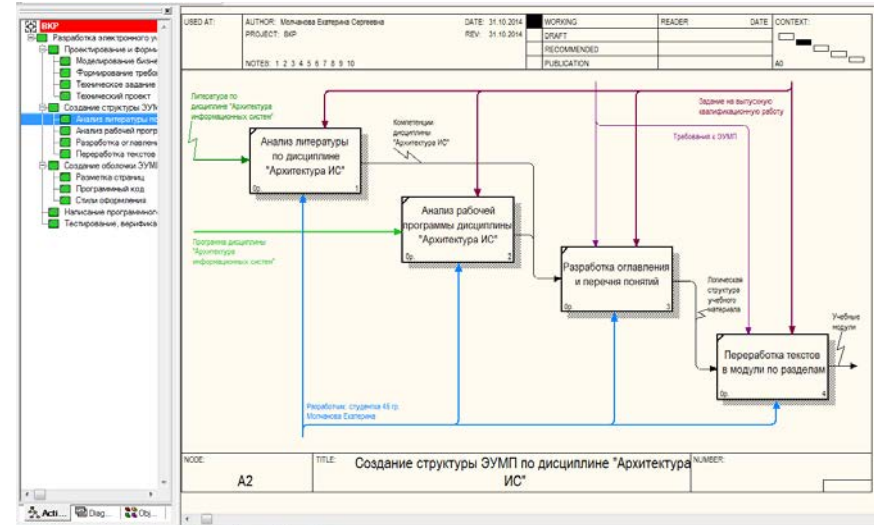 ВКР
Разработка электронного у
Проектирование и форми
Моделирование бизне
Формирование требо
Техническое задание
Технический проект
Создание структуры ЭУМ
Анализ литературы по
Анализ рабочей прогр
Разработка оглавлен
Переработка текстов
Создание оболочки ЭУМ
Разметка страниц
Программный код
Стили оформления
Написание программног
Тестирование, верифика
Acti...
Diag...
Obj...
USED AT:
AUTHOR: Молчанова Екатерина Сергеевна
DATE: 31.10.2014
PROJECT: ВКР
REV: 31.10.2014
NOTES: 1 2 3 4 5 6 7 8 9 10
WORKING
DRAFT
RECOMMENDED
PUBLICATION
READER
DATE
CONTEXT:
A0
Литература по
дисциплине "Архитектура
информационных систем"
Анализ литературы
по дисциплине
"Архитектура ИС"
0р.
1
Компетенции
дисциплины
"Архитектура ИС"
Задание на выпускную
квалификационную работу
Требования к ЭУМП
Программа дисциплины
"Архитектура
информационных систем"
Анализ рабочей
программы дисциплины
"Архитектура ИС"
0р.
2
Разработка оглавления
и перечня понятий
0р.
3
Логическая
структура
учебного
материала
Учебные
модули
Переработка текстов
в модули по разделам
0р.
4
Разработчик: студентка 45 гр.
Молчанова Екатерина
NODE:
A2
TITLE:
Создание структуры ЭУМП по дисциплине "Архитектура
ИС"
NUMBER: